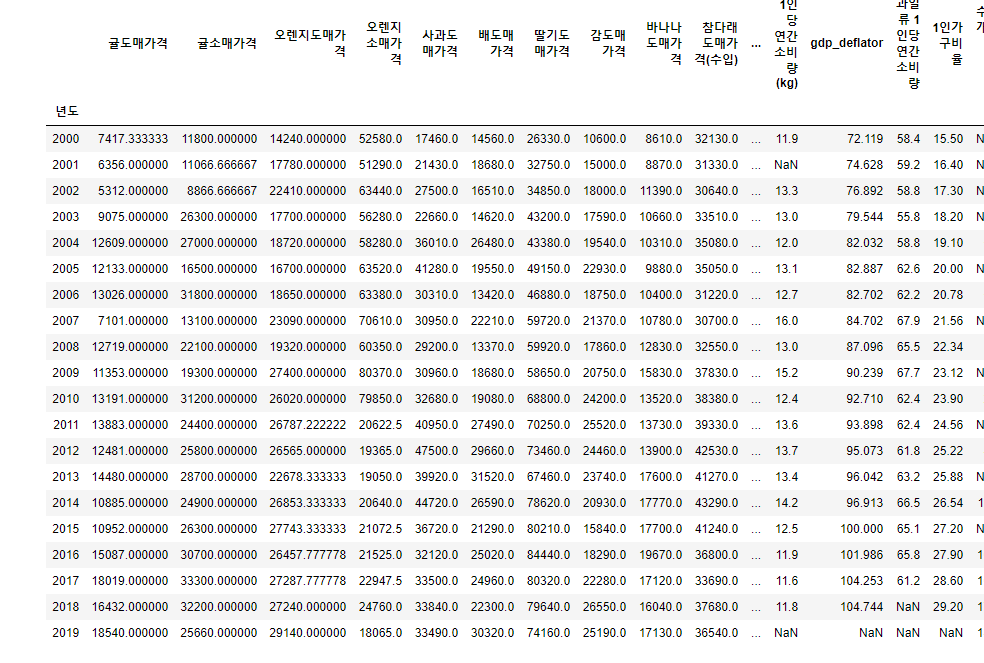 귤도매가격 귤소매가격 오렌지도매가격 오렌지소매가격 사과도매가격 배도매가격 딸기도매가격 감도매가격 바나나도매가격 참다래도매가격(수입) ... 1인당연간소비량(kg) gdp_deflator 과일류 1인당연간소비량 1인가구비율
년도
2000 7417.333333 11800.000000 14240.000000 52580.0 17460.0 14560.0 26330.0 10600.0 8610.0 32130.0 ... 11.9 72.119 58.4 15.50 N
2001 6356.000000 11066.666667 17780.000000 51290.0 21430.0 18680.0 32750.0 15000.0 8870.0 31330.0 ... NaN 74.628 59.2 16.40 N
2002 5312.000000 8866.666667 22410.000000 63440.0 27500.0 16510.0 34850.0 18000.0 11390.0 30640.0 ... 13.3 76.892 58.8 17.30 N
2003 9075.000000 26300.000000 17700.000000 56280.0 22660.0 14620.0 43200.0 17590.0 10660.0 33510.0 ... 13.0 79.544 55.8 18.20 N
2004 12609.000000 27000.000000 18720.000000 58280.0 36010.0 26480.0 43380.0 19540.0 10310.0 35080.0 ... 12.0 82.032 58.8 19.10
2005 12133.000000 16500.000000 16700.000000 63520.0 41280.0 19550.0 49150.0 22930.0 9880.0 35050.0 ... 13.1 82.887 62.6 20.00 N
2006 13026.000000 31800.000000 18650.000000 63380.0 30310.0 13420.0 46880.0 18750.0 10400.0 31220.0 ... 12.7 82.702 62.2 20.78
2007 7101.000000 13100.000000 23090.000000 70610.0 30950.0 22210.0 59720.0 21370.0 10780.0 30700.0 ... 16.0 84.702 67.9 21.56 N
2008 12719.000000 22100.000000 19320.000000 60350.0 29200.0 13370.0 59920.0 17860.0 12830.0 32550.0 ... 13.0 87.096 65.5 22.34
2009 11353.000000 19300.000000 27400.000000 80370.0 30960.0 18680.0 58650.0 20750.0 15830.0 37830.0 ... 15.2 90.239 67.7 23.12 N
2010 13191.000000 31200.000000 26020.000000 79850.0 32680.0 19080.0 68800.0 24200.0 13520.0 38380.0 ... 12.4 92.710 62.4 23.90
2011 13883.000000 24400.000000 26787.222222 20622.5 40950.0 27490.0 70250.0 25520.0 13730.0 39330.0 ... 13.6 93.898 62.4 24.56 N
2012 12481.000000 25800.000000 26565.000000 19365.0 47500.0 29660.0 73460.0 24460.0 13900.0 42530.0 ... 13.7 95.073 61.8 25.22
2013 14480.000000 28700.000000 22678.333333 19050.0 39920.0 31520.0 67460.0 23740.0 17600.0 41270.0 ... 13.4 96.042 63.2 25.88 N
2014 10885.000000 24900.000000 26853.333333 20640.0 44720.0 26590.0 78620.0 20930.0 17770.0 43290.0 ... 14.2 96.913 66.5 26.54 1
2015 10952.000000 26300.000000 27743.333333 21072.5 36720.0 21290.0 80210.0 15840.0 17700.0 41240.0 ... 12.5 100.000 65.1 27.20 N
2016 15087.000000 30700.000000 26457.777778 21525.0 32120.0 25020.0 84440.0 18290.0 19670.0 36800.0 ... 11.9 101.986 65.8 27.90 1
2017 18019.000000 33300.000000 27287.777778 22947.5 33500.0 24960.0 80320.0 22280.0 17120.0 33690.0 ... 11.6 104.253 61.2 28.60 1
2018 16432.000000 32200.000000 27240.000000 24760.0 33840.0 22300.0 79640.0 26550.0 16040.0 37680.0 ... 11.8 104.744 NaN 29.20 1
2019 18540.000000 25660.000000 29140.000000 18065.0 33490.0 30320.0 74160.0 25190.0 17130.0 36540.0 ... NaN NaN NaN NaN 1